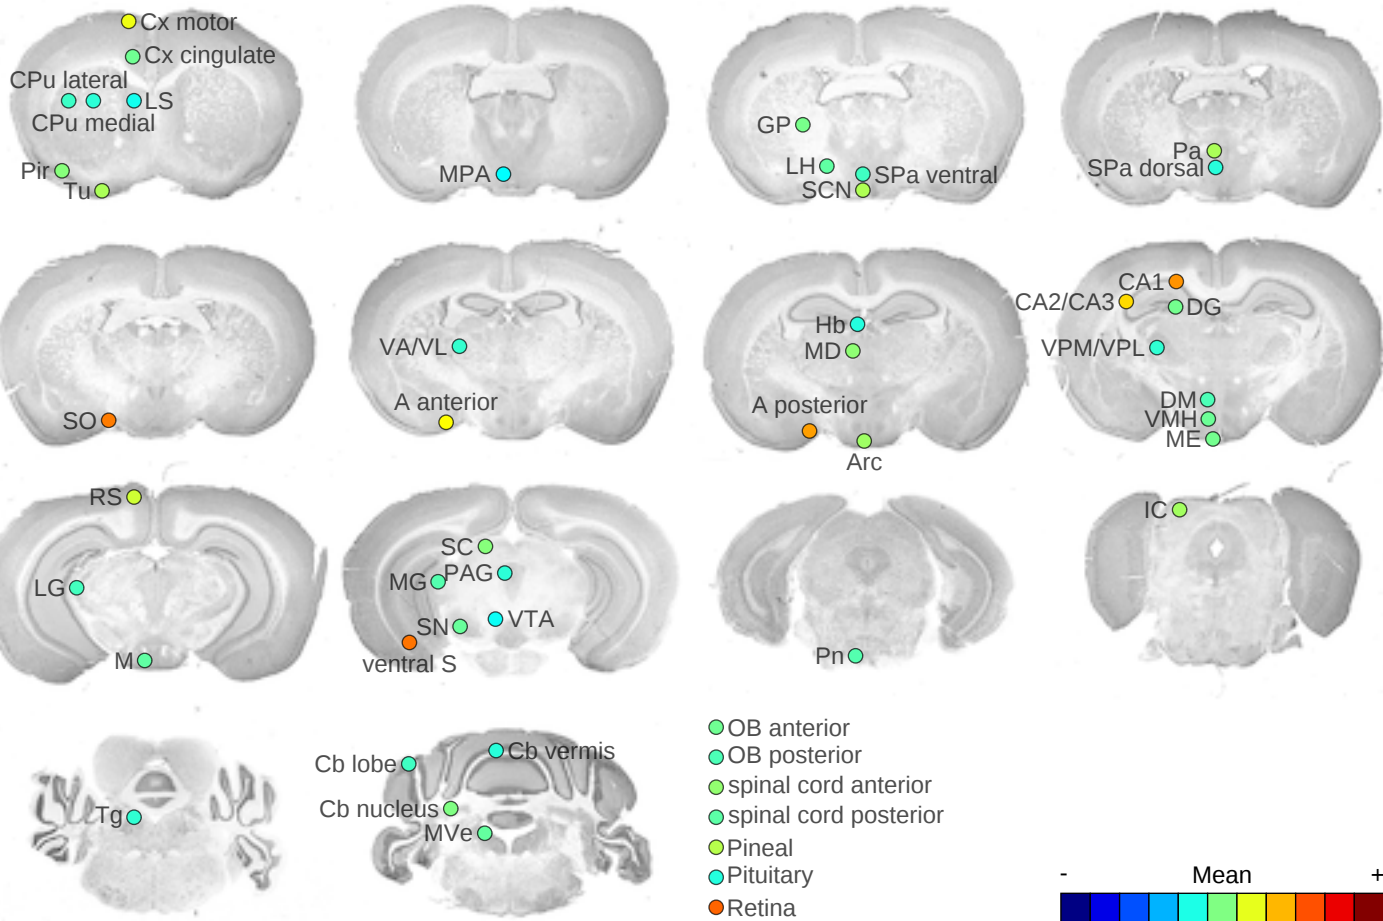 Cx motor
Cx cingulate
CPu lateral
LS
CPu medial
Pir
Tu
MPA
GP
LH
SPa ventral
SCN
Pa
SPa dorsal
SO
VA/VL
A anterior
Hb
MD
A posterior
Arc
CA1
CA2/CA3
DG
VPM/VPL
DM
VMH
ME
RS
LG
M
SC
MG
PAG
SN
VTA
ventral S
Pn
IC
Tg
Cb lobe
Cb vermis
Cb nucleus
MVe
OB anterior
OB posterior
spinal cord anterior
spinal cord posterior
Pineal
Pituitary
Retina
- Mean +